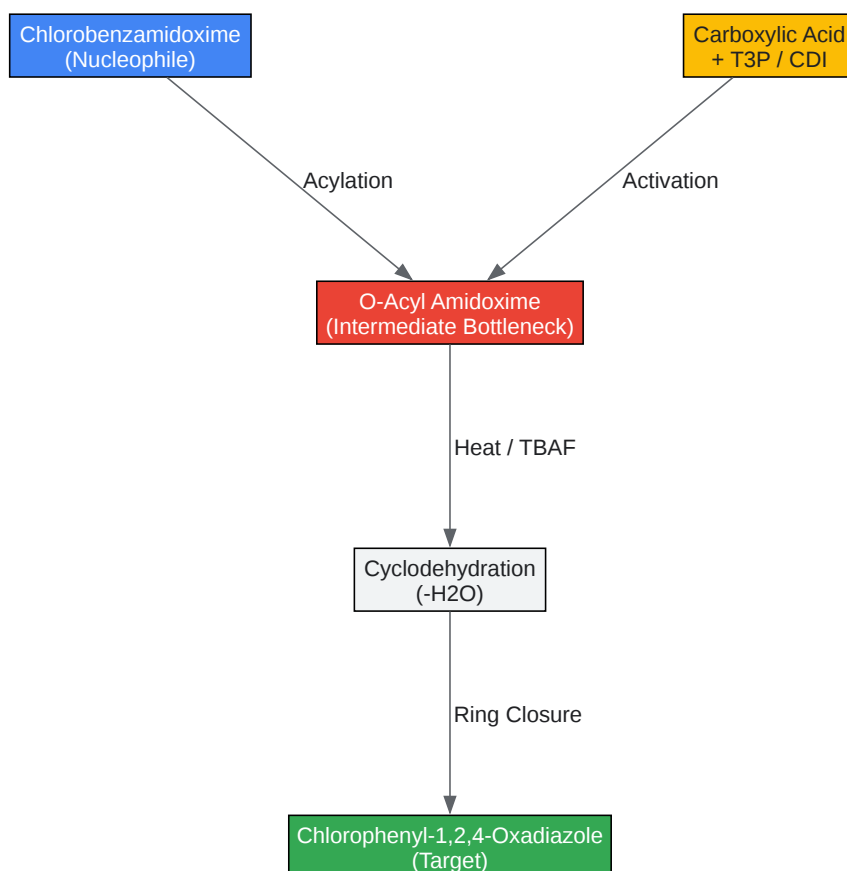 Chlorobenzamidoxime
(Nucleophile)
Carboxylic Acid
+ T3P / CDI
Acylation
Activation
O-Acyl Amidoxime
(Intermediate Bottleneck)
Heat / TBAF
Cyclodehydration
(-H2O)
Ring Closure
Chlorophenyl-1,2,4-Oxadiazole
(Target)